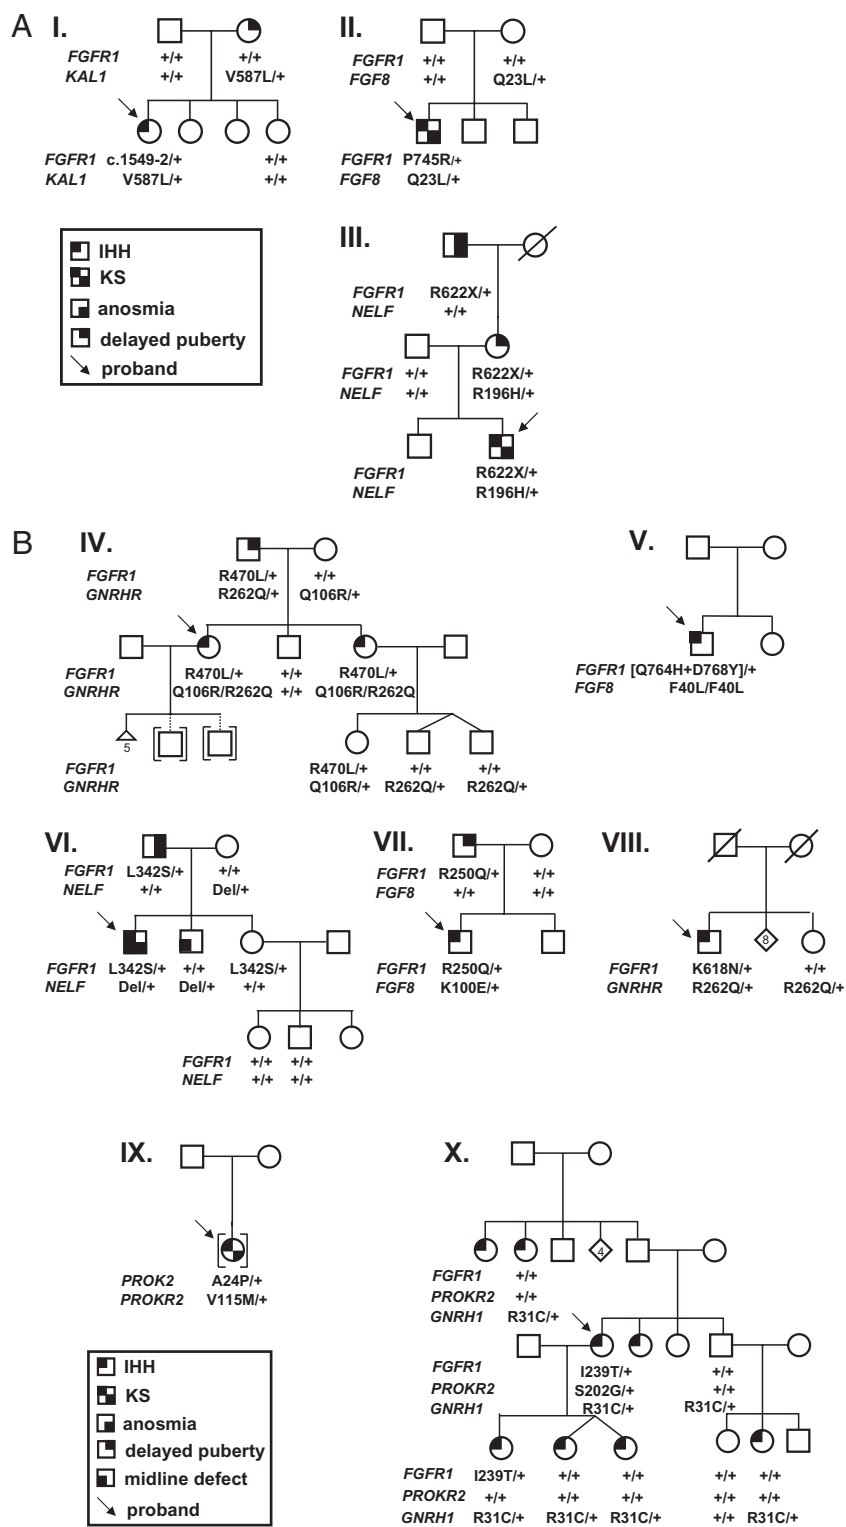 A
I.
II.
FGFR1 +/+ +/+
KAL1 +/+ V587L/+
FGFR1 +/+ +/+
FGF8 +/+ Q23L/+
FGFR1 c.1549-2/+ +/+
KAL1 V587L/+ +/+
FGFR1 P745R/+
FGF8 Q23L/+
III.
IHH
KS
anosmia
delayed puberty
proband
FGFR1 R622X/+
NELF +/+
FGFR1 +/+ R622X/+
NELF +/+ R196H/+
FGFR1 R622X/+
NELF R196H/+
B
IV.
V.
FGFR1 R470L/+ +/+
GNRHR R262Q/+ Q106R/+
FGFR1 R470L/+ +/+ R470L/+
GNRHR Q106R/R262Q +/+ Q106R/R262Q
FGFR1 [Q764H+D768Y]/+
FGF8 F40L/F40L
5
FGFR1 R470L/+ +/+ +/+
GNRHR Q106R/+ R262Q/+ R262Q/+
VI.
VII.
VIII.
FGFR1 L342S/+ +/+
NELF +/+ Del/+
FGFR1 R250Q/+ +/+
FGF8 +/+ +/+
8
FGFR1 L342S/+ +/+ L342S/+
NELF Del/+ Del/+ +/+
FGFR1 R250Q/+
FGF8 K100E/+
FGFR1 K618N/+ +/+
GNRHR R262Q/+ R262Q/+
FGFR1 +/+ +/+
NELF +/+ +/+
IX.
X.
4
PROK2 A24P/+
PROKR2 V115M/+
FGFR1 +/+
PROKR2 +/+
GNRH1 R31C/+
IHH
KS
anosmia
delayed puberty
midline defect
proband
FGFR1 I239T/+ +/+
PROKR2 S202G/+ +/+
GNRH1 R31C/+ R31C/+
FGFR1 I239T/+ +/+ +/+ +/+ +/+
PROKR2 +/+ +/+ +/+ +/+ +/+
GNRH1 R31C/+ R31C/+ R31C/+ +/+ R31C/+